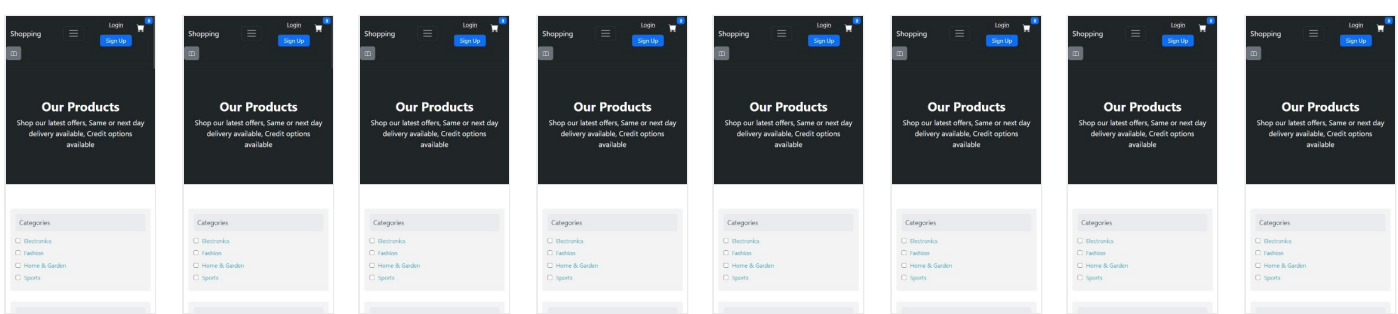 Login
Shopping
Sign Up
Our Products
Shop our latest offers, Same or next day
delivery available, Credit options
available
Categories
Electronics
Fashion
Home & Garden
Sports
Login
Shopping
Sign Up
Our Products
Shop our latest offers, Same or next day
delivery available, Credit options
available
Categories
Electronics
Fashion
Home & Garden
Sports
Login
Shopping
Sign Up
Our Products
Shop our latest offers, Same or next day
delivery available, Credit options
available
Categories
Electronics
Fashion
Home & Garden
Sports
Login
Shopping
Sign Up
Our Products
Shop our latest offers, Same or next day
delivery available, Credit options
available
Categories
Electronics
Fashion
Home & Garden
Sports
Login
Shopping
Sign Up
Our Products
Shop our latest offers, Same or next day
delivery available, Credit options
available
Categories
Electronics
Fashion
Home & Garden
Sports
Login
Shopping
Sign Up
Our Products
Shop our latest offers, Same or next day
delivery available, Credit options
available
Categories
Electronics
Fashion
Home & Garden
Sports
Login
Shopping
Sign Up
Our Products
Shop our latest offers, Same or next day
delivery available, Credit options
available
Categories
Electronics
Fashion
Home & Garden
Sports
Login
Shopping
Sign Up
Our Products
Shop our latest offers, Same or next day
delivery available, Credit options
available
Categories
Electronics
Fashion
Home & Garden
Sports